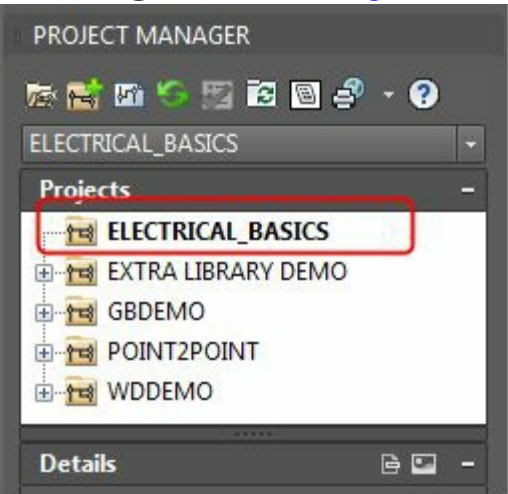 PROJECT MANAGER
ELECTRICAL_BASICS
Projects
ELECTRICAL_BASICS
EXTRA LIBRARY DEMO
GBDEMO
POINT2POINT
WDDEMO
Details